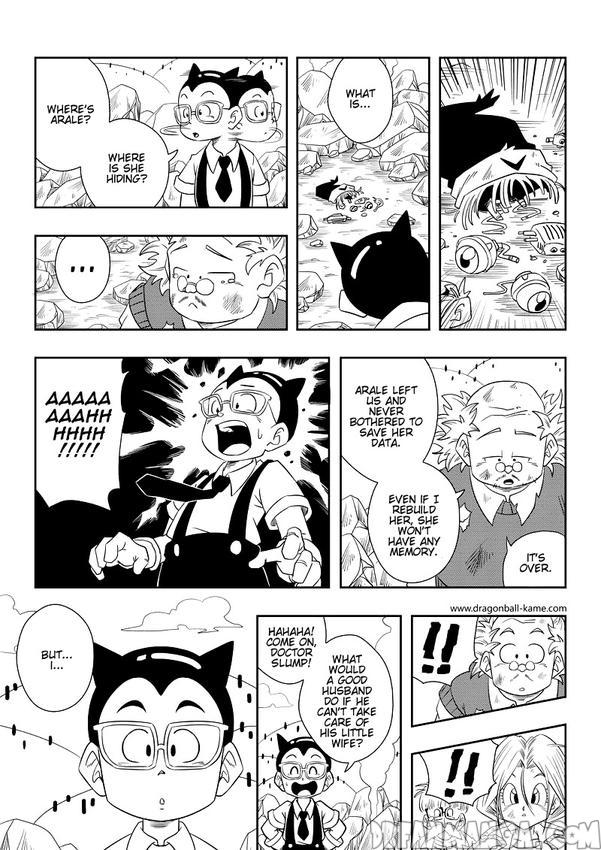 WHERE'S
ARALE?
WHERE
IS SHE
HIDING?
...
WHAT
IS...
AAAAA
AAAHH
HHHH
!!!!!
ARALE LEFT
US AND
NEVER
BOTHERED
TO SAVE HER
DATA.
EVEN IF I
REBUILD
HER, SHE
WON'T
HAVE ANY
MEMORY.
IT'S
OVER.
www.dragonball-kame.com
BUT...
I...
HAHAHA!
COME ON,
DOCTOR
SLUMP!
WHAT
WOULD
A GOOD
HUSBAND
DO IF HE
CAN'T TAKE
CARE OF
HIS LITTLE
WIFE?
!!
!!